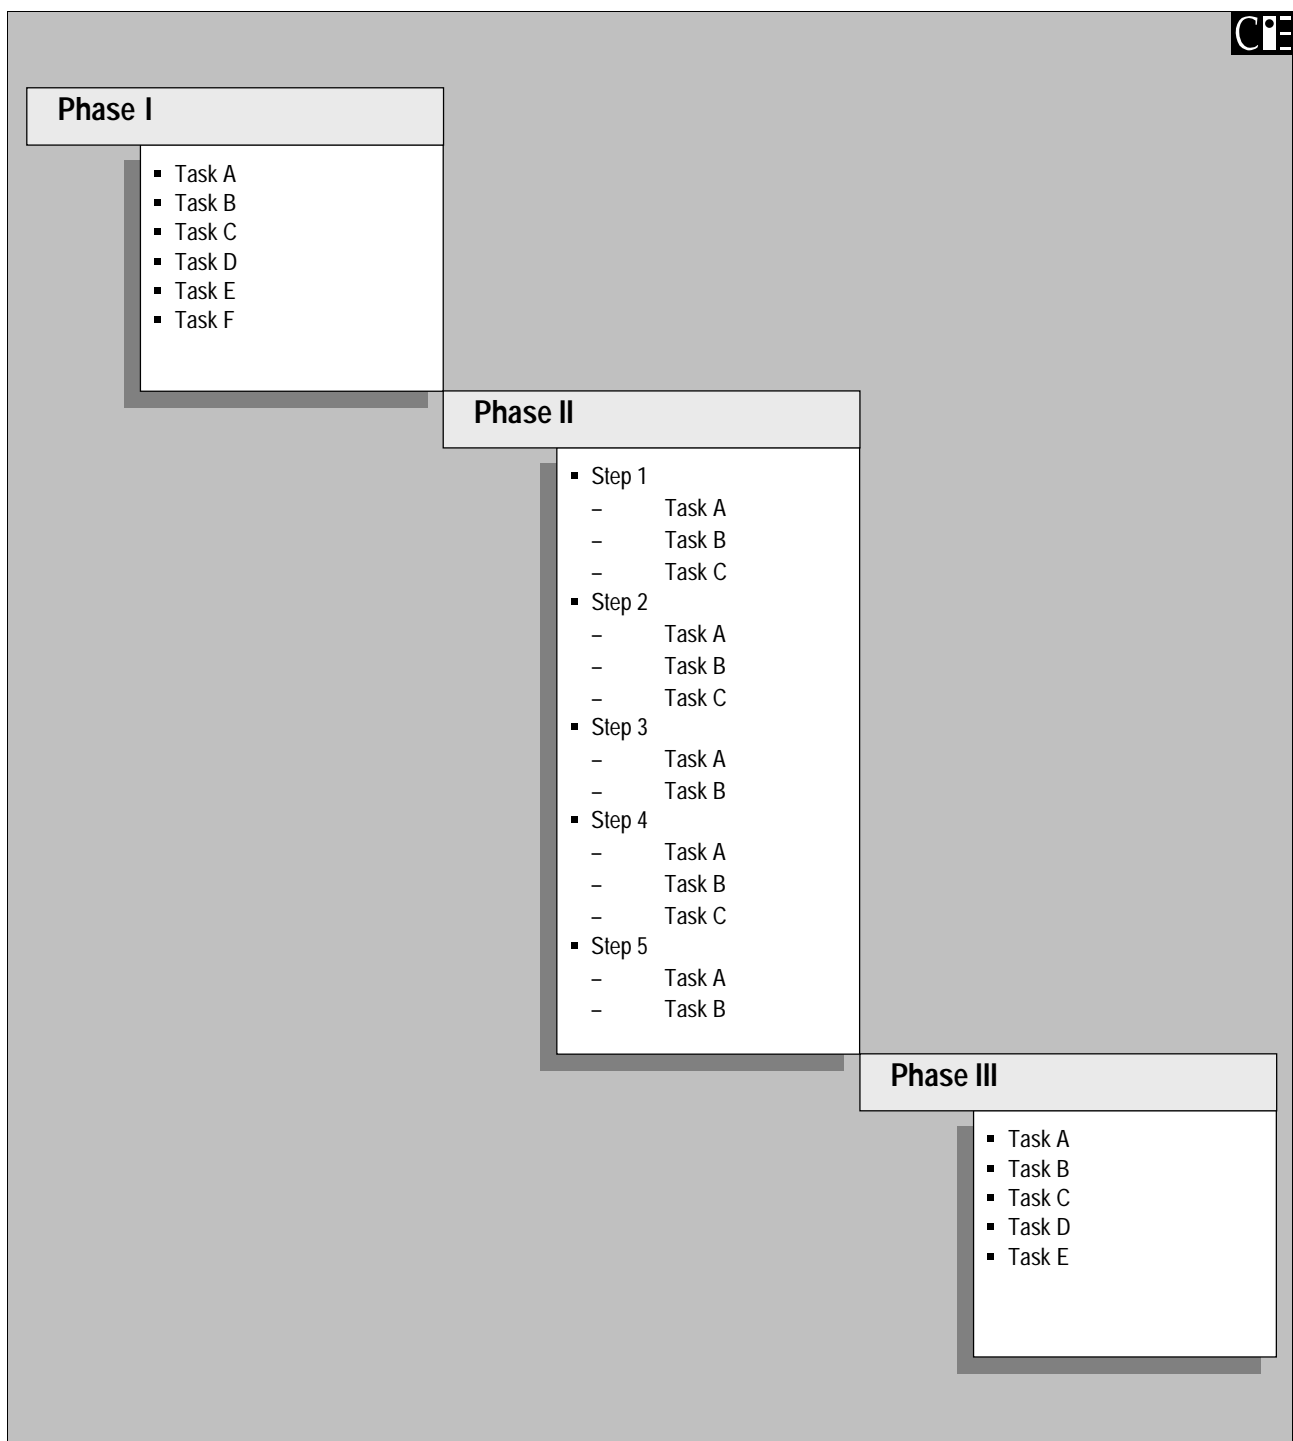 CiE
Phase I
▪ Task A
▪ Task B
▪ Task C
▪ Task D
▪ Task E
▪ Task F
Phase II
▪ Step 1
– Task A
– Task B
– Task C
▪ Step 2
– Task A
– Task B
– Task C
▪ Step 3
– Task A
– Task B
▪ Step 4
– Task A
– Task B
– Task C
▪ Step 5
– Task A
– Task B
Phase III
▪ Task A
▪ Task B
▪ Task C
▪ Task D
▪ Task E